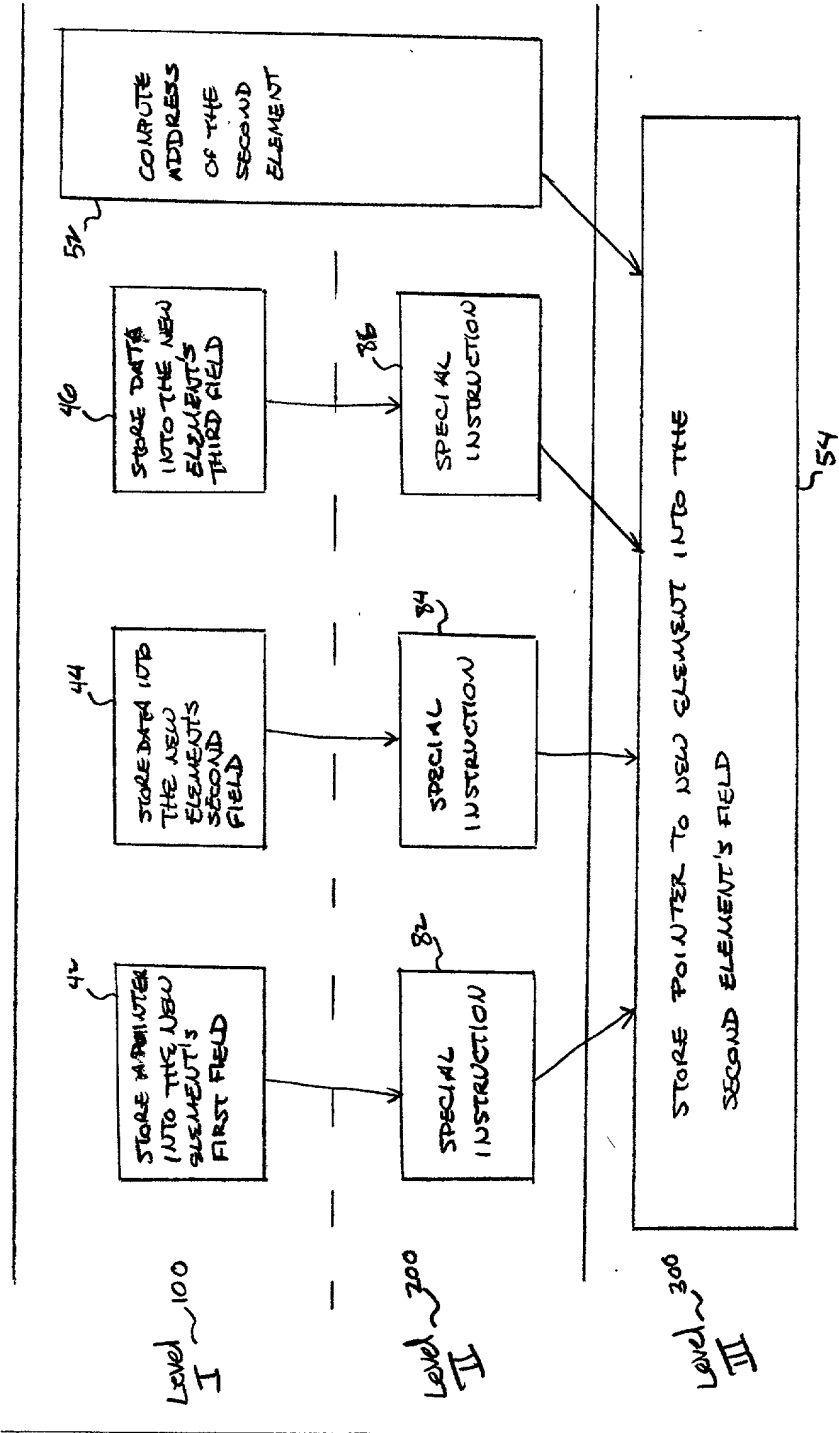 Level I 100
42
STORE A POINTER
INTO THE NEW
ELEMENT'S
FIRST FIELD
44
STORE DATA INTO
THE NEW
ELEMENT'S
SECOND
FIELD
46
STORE DATA
INTO THE NEW
ELEMENT'S
THIRD FIELD
52
COMPUTE
ADDRESS
OF THE
SECOND
ELEMENT
Level II 200
82
SPECIAL
INSTRUCTION
84
SPECIAL
INSTRUCTION
86
SPECIAL
INSTRUCTION
Level III 300
STORE POINTER TO NEW ELEMENT INTO THE
SECOND ELEMENT'S FIELD
54